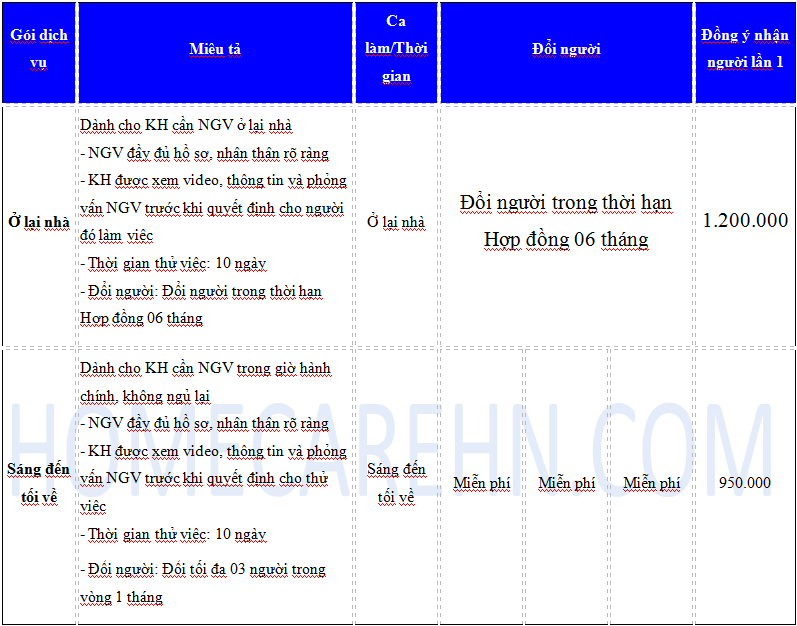 Gói dịch
vụ
Miêu tả
Ca
làm/Thời
gian
Đổi người
Đồng ý nhận
người lần 1
Ở lại nhà
Dành cho KH cần NGV ở lại nhà
- NGV đầy đủ hồ sơ, nhân thân rõ ràng
- KH được xem video, thông tin và phỏng
vấn NGV trước khi quyết định cho người
đó làm việc
- Thời gian thử việc: 10 ngày
- Đổi người: Đổi người trong thời hạn
Hợp đồng 06 tháng
Ở lại nhà
Đổi người trong thời hạn
Hợp đồng 06 tháng
1.200.000
Sáng đến
tối về
Dành cho KH cần NGV trong giờ hành
chính, không ngủ lại
- NGV đầy đủ hồ sơ, nhân thân rõ ràng
- KH được xem video, thông tin và phỏng
vấn NGV trước khi quyết định cho thử
việc
- Thời gian thử việc: 10 ngày
- Đổi người: Đổi tối đa 03 người trong
vòng 1 tháng
Sáng đến
tối về
Miễn phí
Miễn phí
Miễn phí
950.000
HOMECAREHN.COM